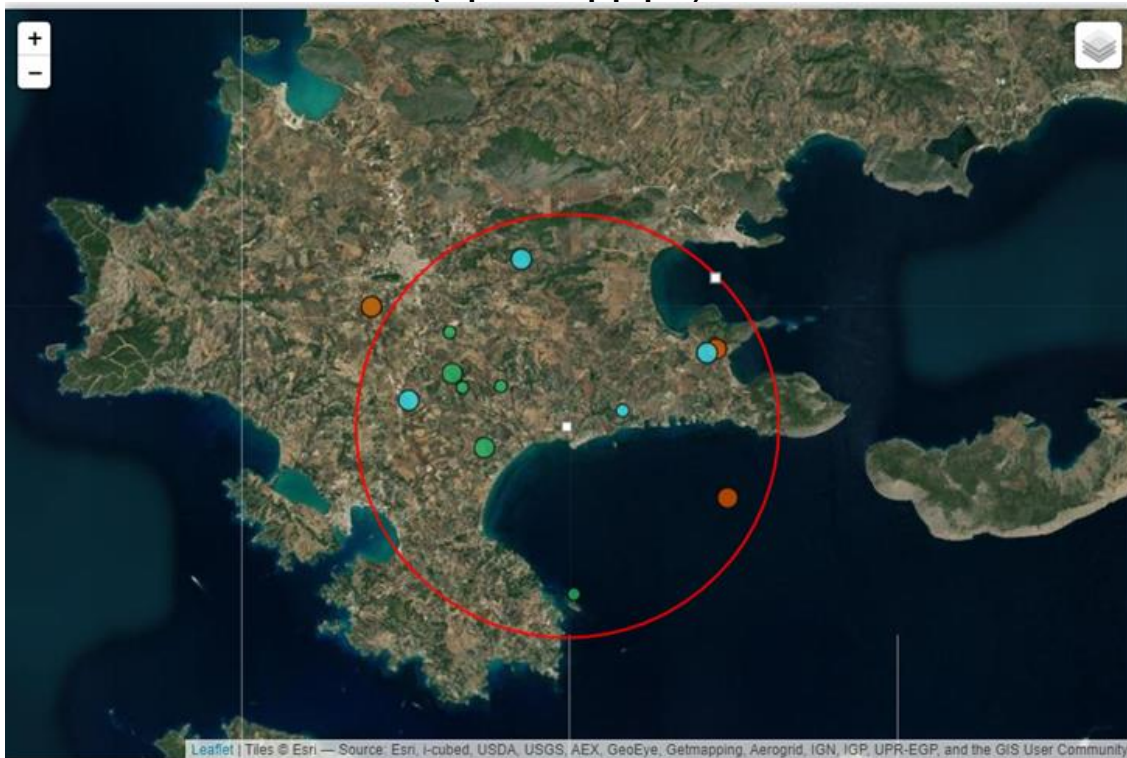 +
−
Leaflet | Tiles © Esri — Source: Esri, i-cubed, USDA, USGS, AEX, GeoEye, Getmapping, Aerogrid, IGN, IGP, UPR-EGP, and the GIS User Community